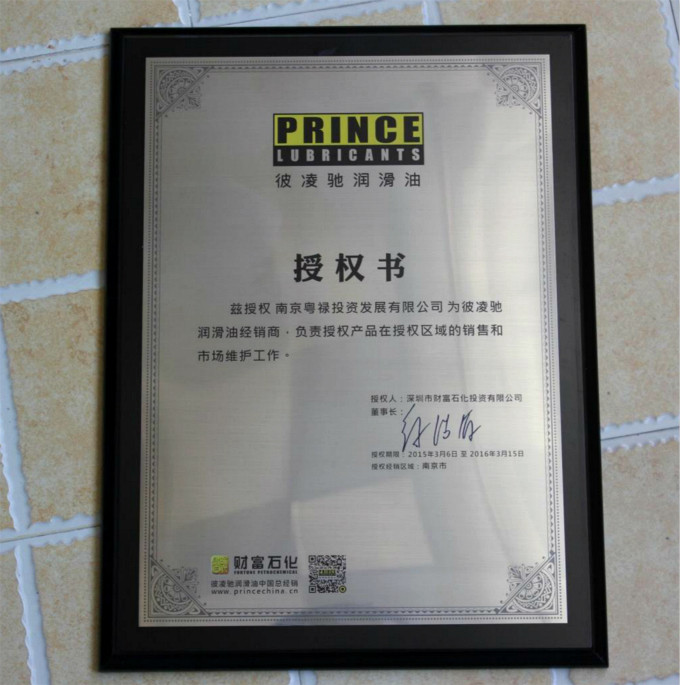 PRINCE
LUBRICANTS
彼凌驰润滑油
授权书
兹授权 南京粤禄投资发展有限公司 为彼凌驰
润滑油经销商，负责授权产品在授权区域的销售和
市场维护工作。
授权人：深圳市财富石化投资有限公司
董事长：
授权期限：2015年3月6日 至 2016年3月15日
授权经销区域：南京市
财富石化
FORTUNE PETROCHEMICAL
彼凌驰润滑油中国总经销
www.princechina.cn